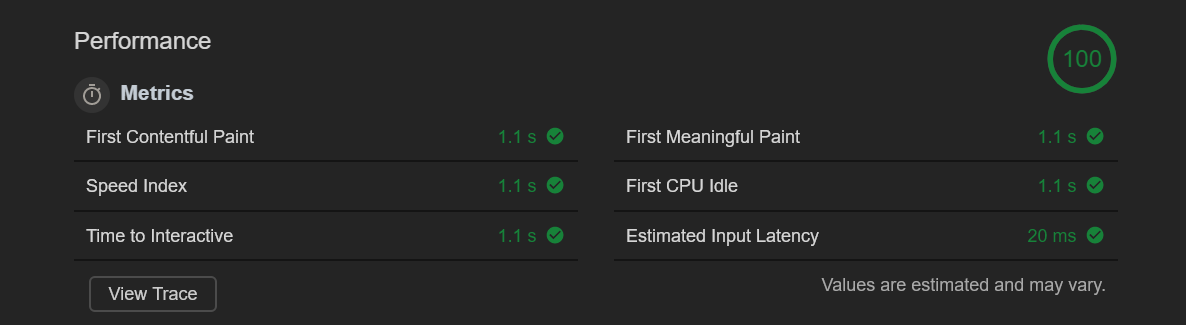 Performance
100
Metrics
First Contentful Paint 1.1 s
First Meaningful Paint 1.1 s
Speed Index 1.1 s
First CPU Idle 1.1 s
Time to Interactive 1.1 s
Estimated Input Latency 20 ms
View Trace
Values are estimated and may vary.